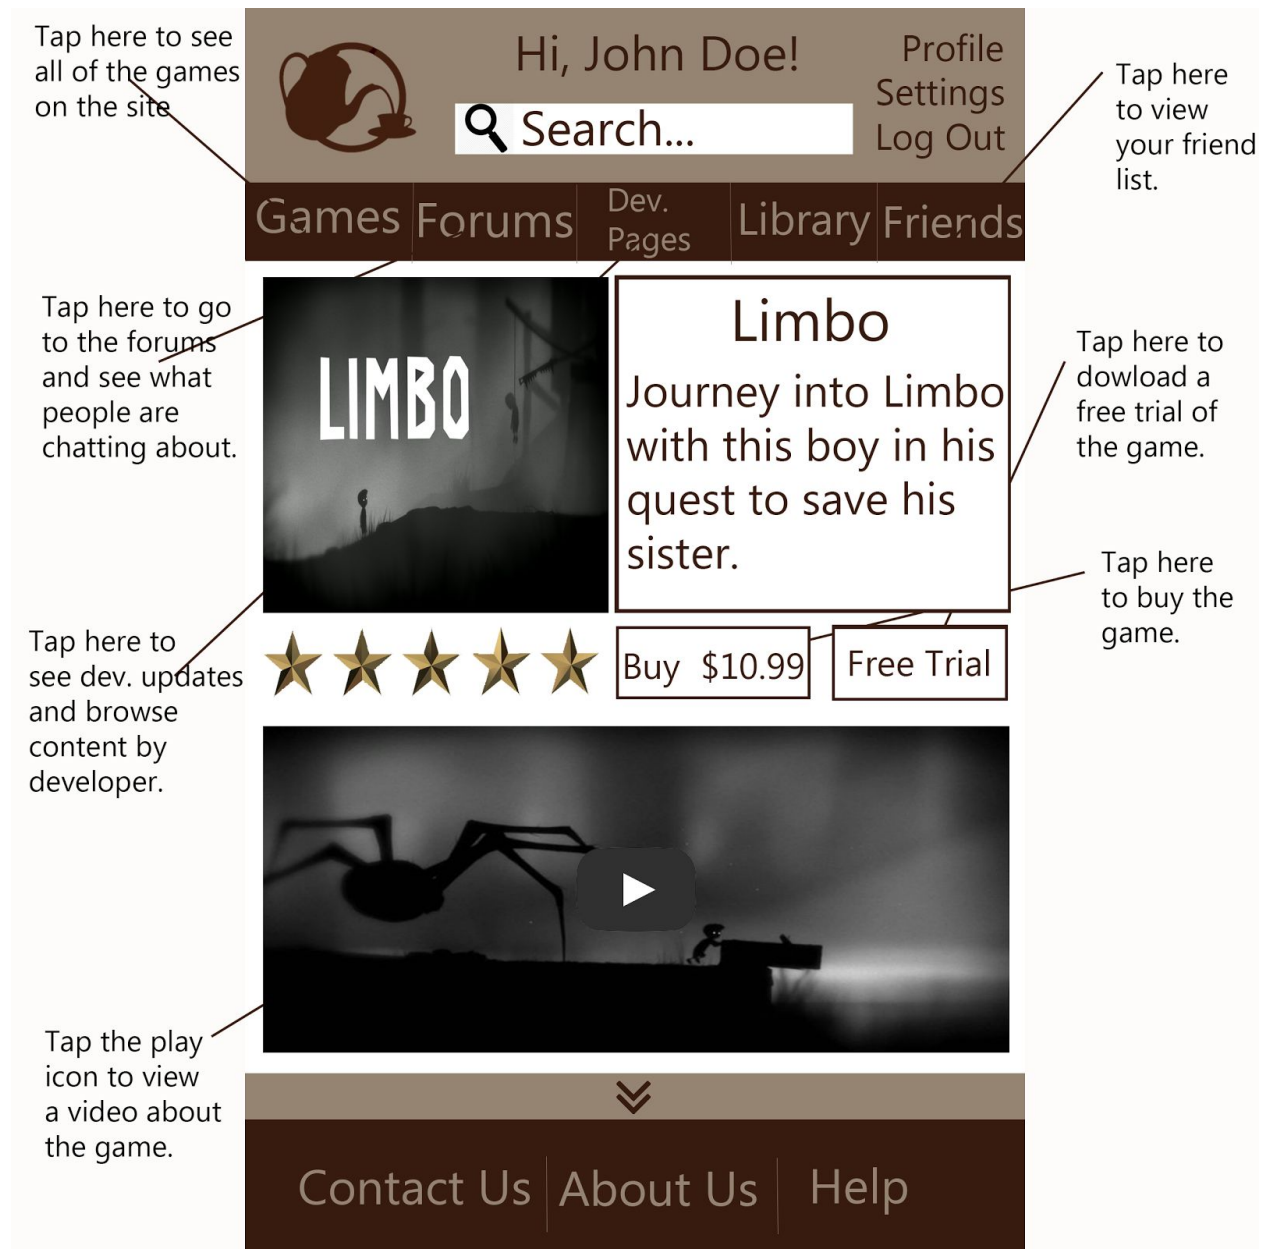 Tap here to see
all of the games
on the site
Hi, John Doe!
Search...
Profile
Settings
Log Out
Tap here
to view
your friend
list.
Games
Forums
Dev.
Pages
Library
Friends
Tap here to go
to the forums
and see what
people are
chatting about.
LIMBO
Limbo
Journey into Limbo
with this boy in his
quest to save his
sister.
Tap here to
dowload a
free trial of
the game.
Tap here
to buy the
game.
Tap here to
see dev. updates
and browse
content by
developer.
Buy $10.99
Free Trial
Tap the play
icon to view
a video about
the game.
Contact Us
About Us
Help